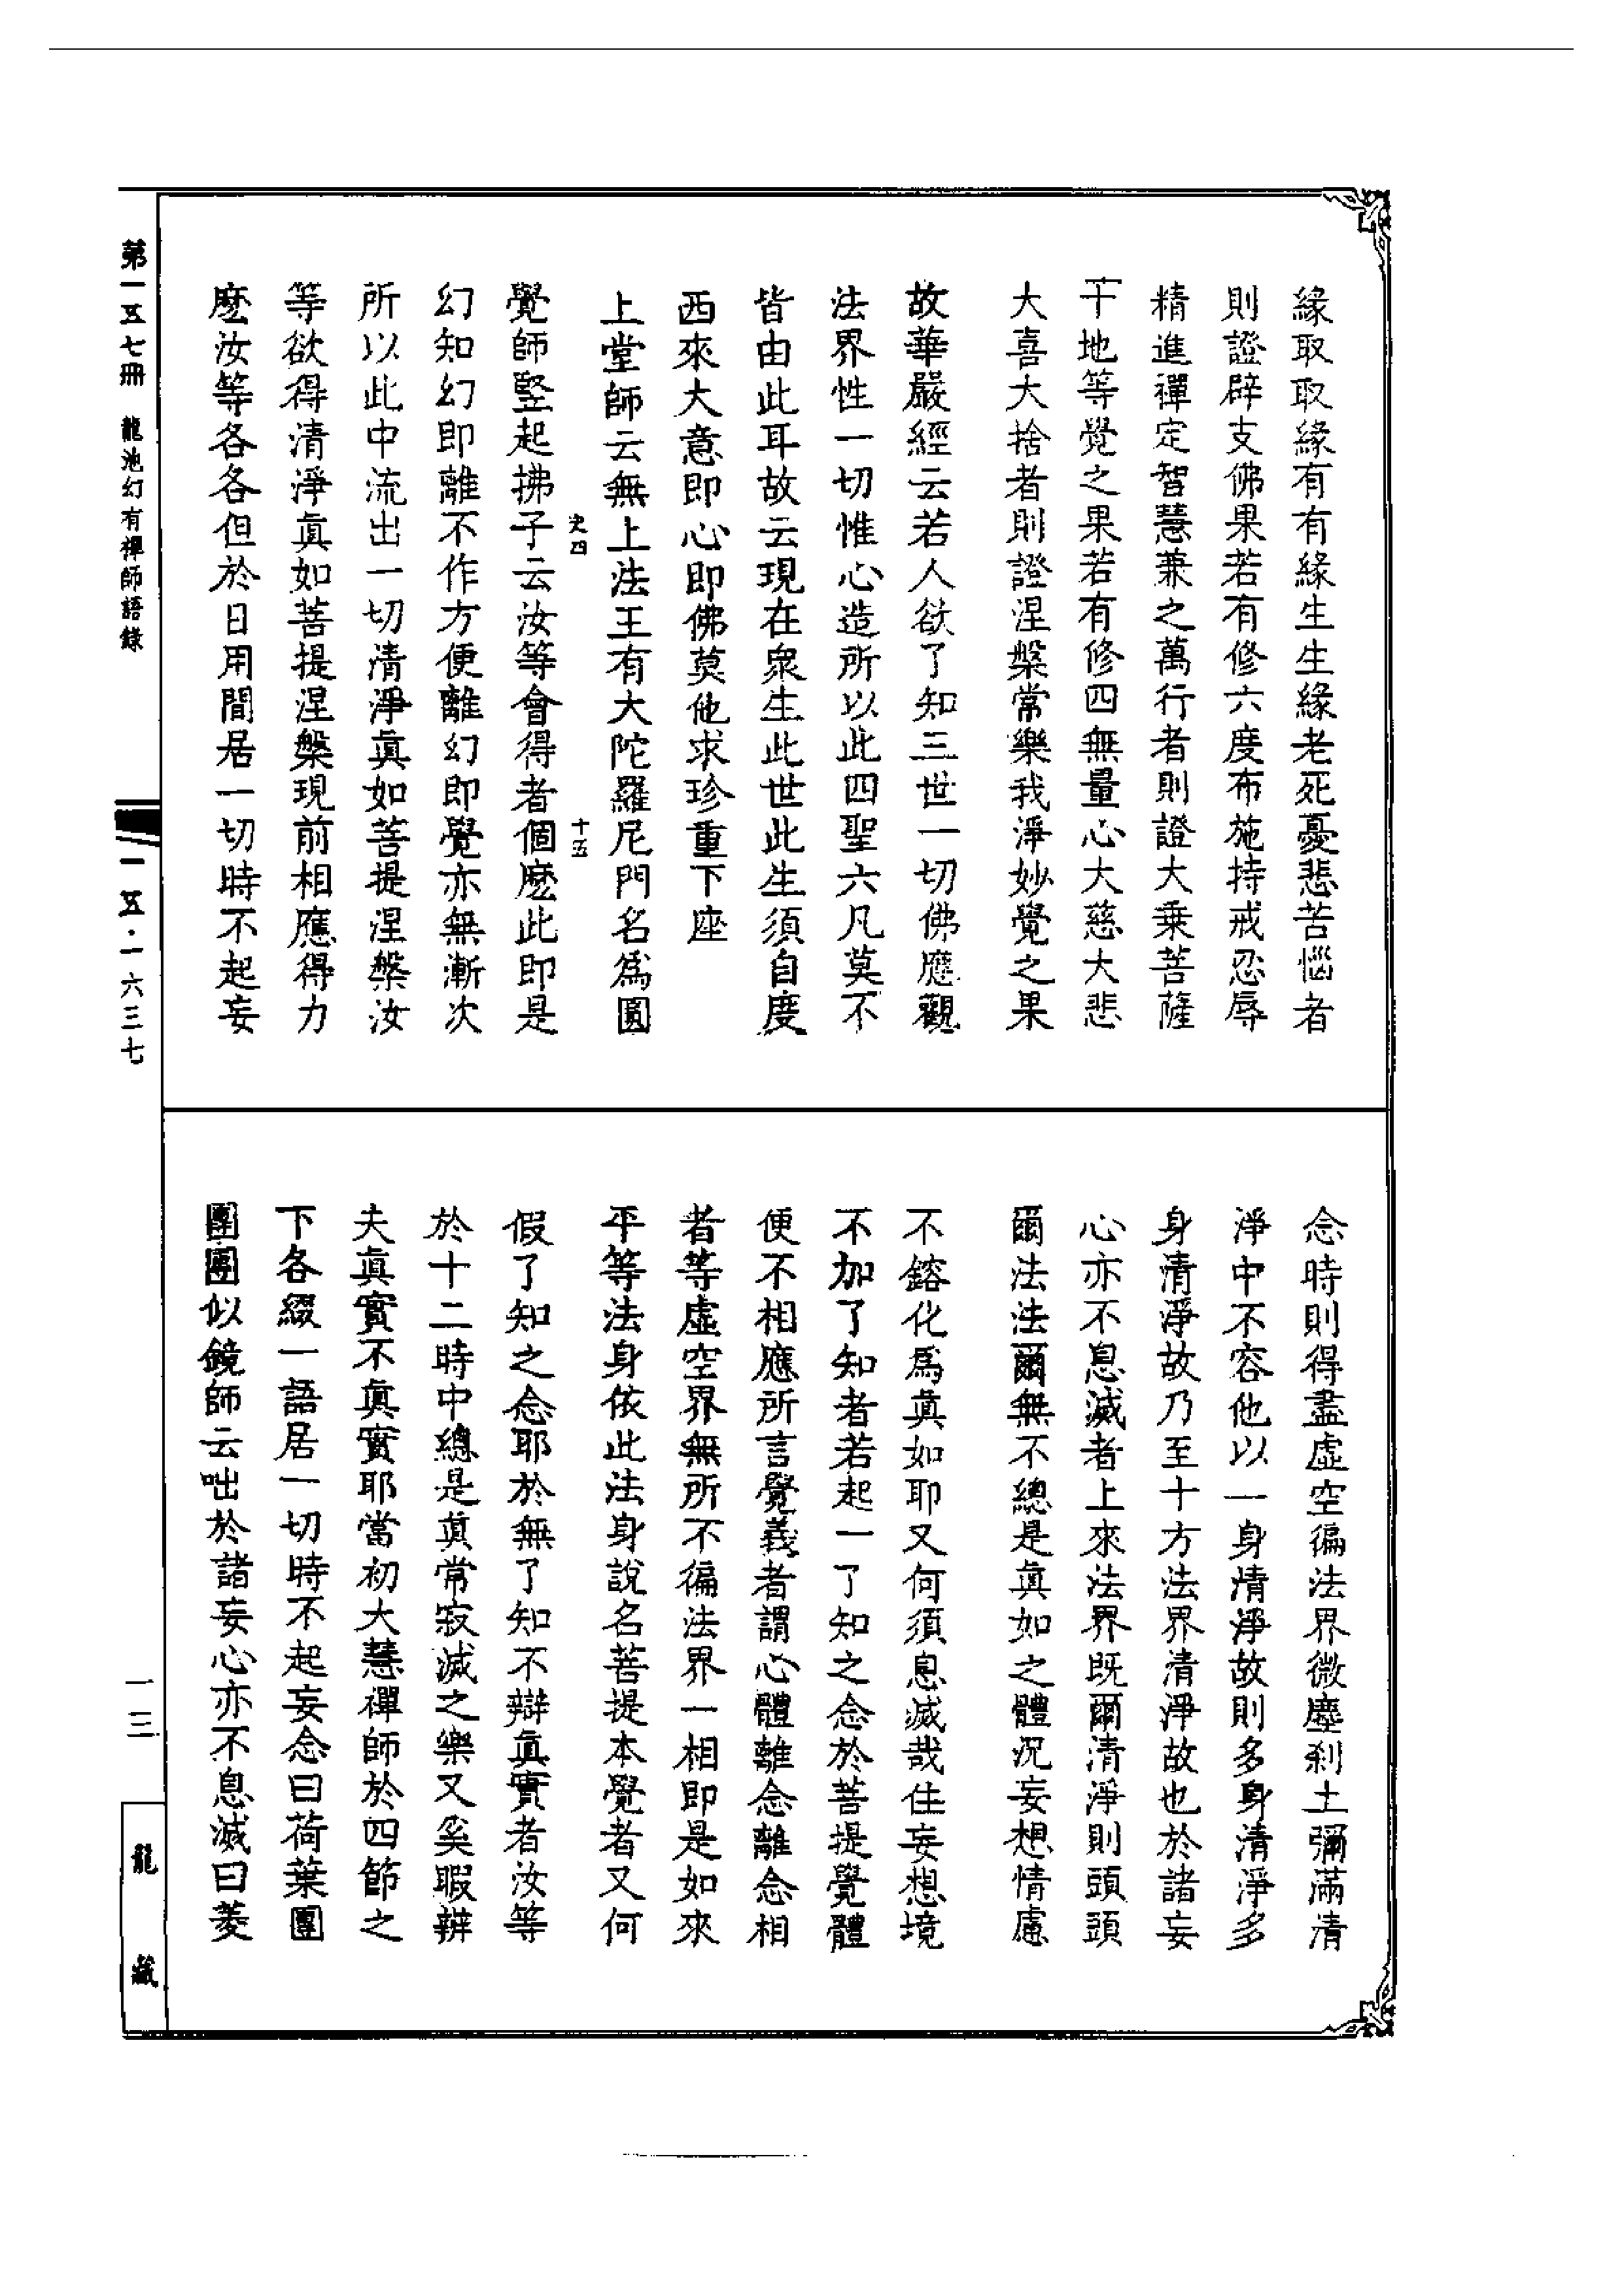 緣取取緣有有緣生生緣老死憂悲苦惱者
則證辟支佛果若有修六度布施持戒忍辱
精進禪定智慧兼之萬行者則證大乗菩薩
十地等覺之果若有修四無量心大慈大悲
大喜大捨者則證涅槃常樂我淨妙覺之果
故華嚴經云若人欲了知三世一切佛應觀
法界性一切惟心造所以此四聖六凡莫不
皆由此耳故云現在衆生此世此生須自度
西來大意即心即佛莫他求珍重下座
上堂師云無上法王有大陀羅尼門名爲圓
覺師竪起拂子云汝等會得者個麽此即是
幻知幻即離不作方便離幻即覺亦無漸次
所以此中流出一切清淨眞如菩提涅槃汝
等欲得清淨眞如菩提涅槃現前相應得力
麽汝等各各但於日用間居一切時不起妄
史四
十五
念時則得盡虛空徧法界微塵刹土彌滿清
淨中不容他以一身清淨故則多身清淨多
身清淨故乃至十方法界清淨故也於諸妄
心亦不息滅者上來法界既爾清淨則頭頭
爾法法爾無不總是眞如之體況妄想情慮
不鎔化爲眞如耶又何須息滅哉住妄想境
不加了知者若起一了知之念於菩提覺體
便不相應所言覺義者謂心體離念離念相
者等虛空界無所不徧法界一相即是如來
平等法身依此法身說名菩提本覺者又何
假了知之念耶於無了知不辯眞實者汝等
於十二時中總是眞常寂滅之樂又奚暇辨
夫眞實不眞實耶當初大慧禪師於四節之
下各綴一語居一切時不起妄念曰荷葉團
團團似鏡師云咄於諸妄心亦不息滅曰菱
第一五七冊　龍池幻有禪師語錄
一五·一六三七
一三
龍藏